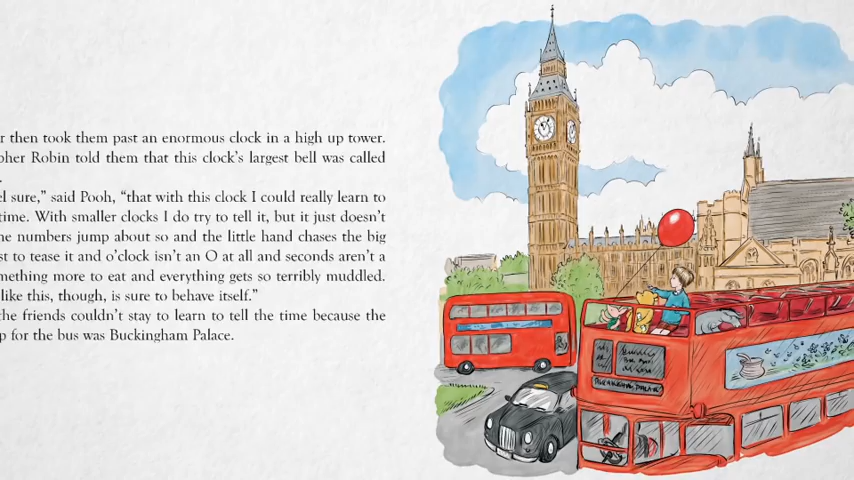 r then took them past an enormous clock in a high up tower.
pher Robin told them that this clock's largest bell was called
.
el sure,” said Pooh, “that with this clock I could really learn to
time. With smaller clocks I do try to tell it, but it just doesn't
he numbers jump about so and the little hand chases the big
st to tease it and o'clock isn't an O at all and seconds aren't a
mething more to eat and everything gets so terribly muddled.
like this, though, is sure to behave itself.”
the friends couldn't stay to learn to tell the time because the
p for the bus was Buckingham Palace.
BUCKINGHAM PALACE